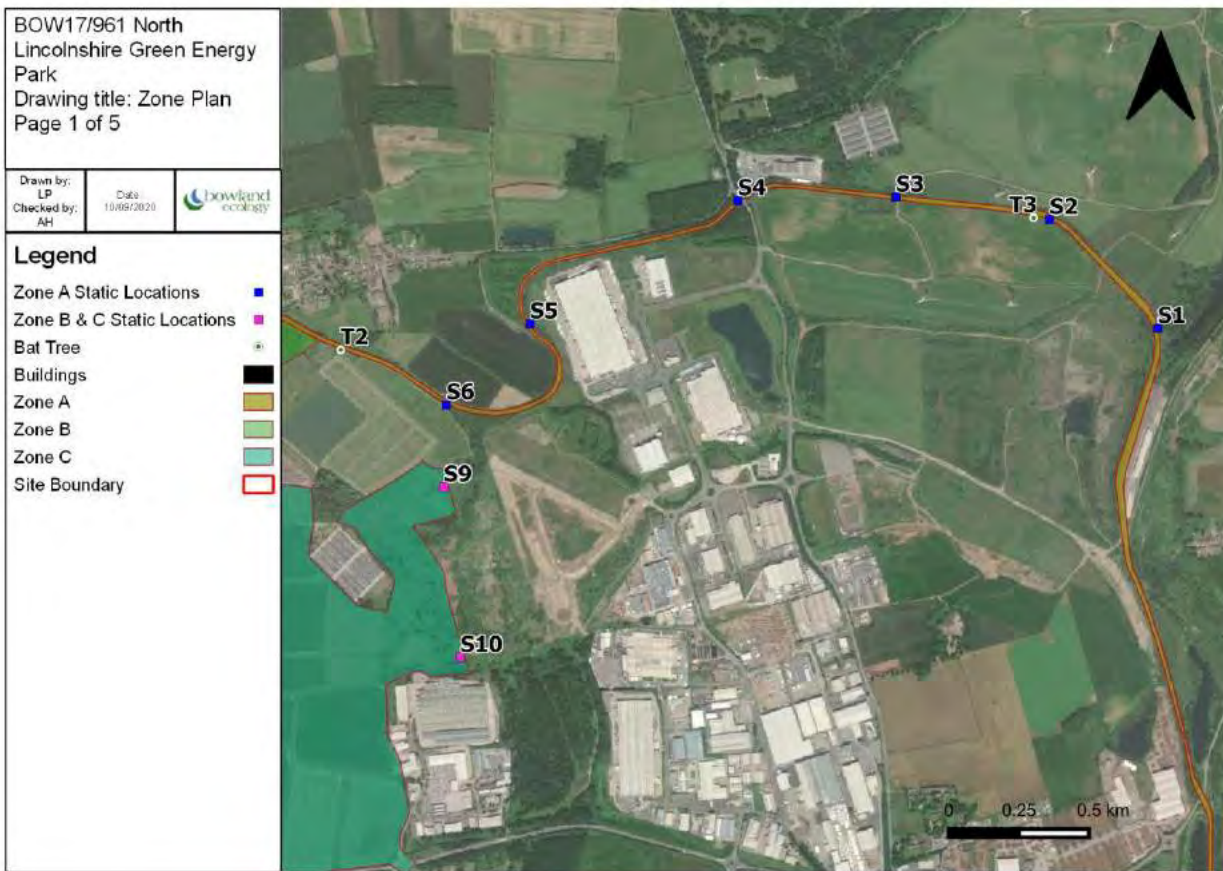 BOW17/961 North
Lincolnshire Green Energy
Park
Drawing title: Zone Plan
Page 1 of 5
Drawn by:
LP
Checked by:
AH
Date
10/09/2020
bowland
ecology
Legend
Zone A Static Locations
Zone B & C Static Locations
Bat Tree
Buildings
Zone A
Zone B
Zone C
Site Boundary
S4
S3
T3
S2
S1
S5
T2
S6
S9
S10
0 0.25 0.5 km